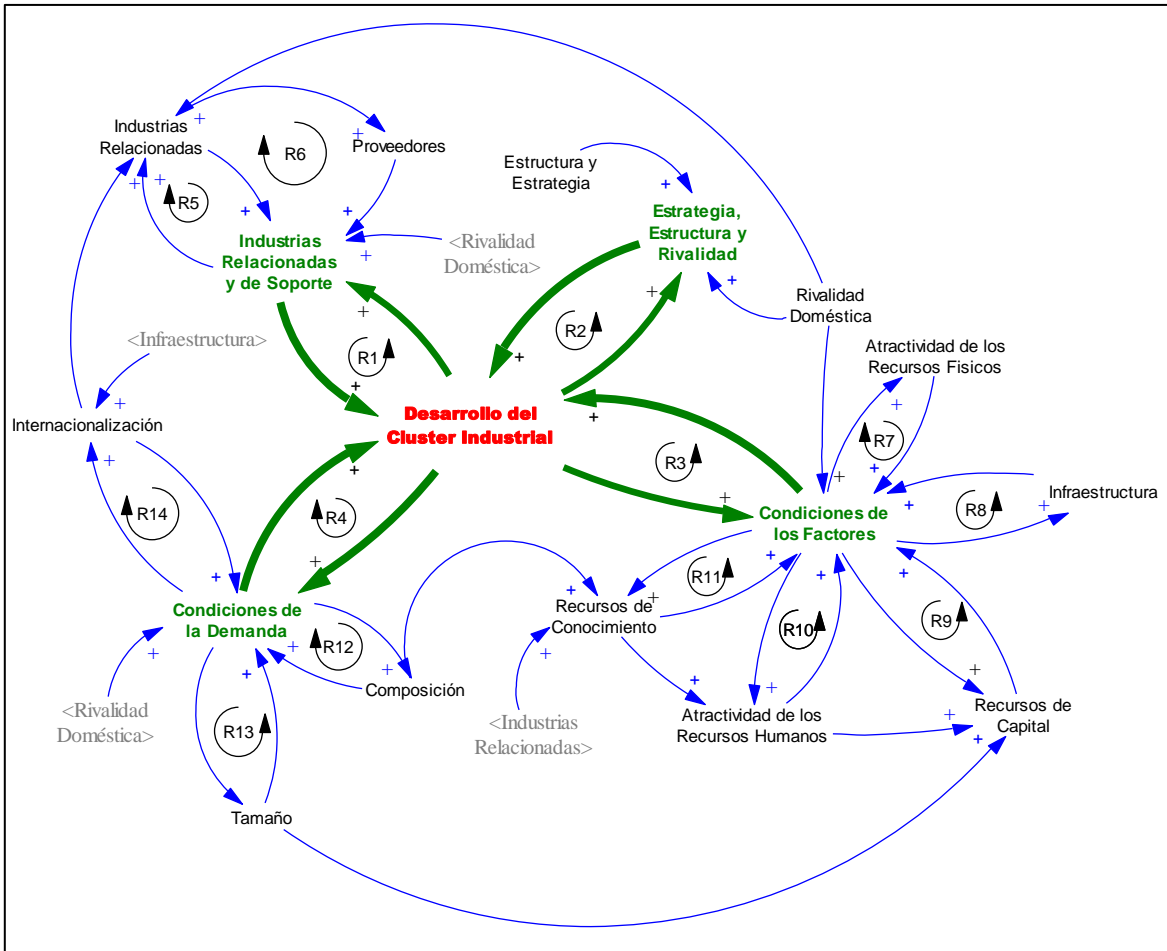 Industrias
Relacionadas
R6
Proveedores
R5
Estructura y
Estrategia
Estrategia,
Estructura y
Rivalidad
Industrias
Relacionadas
y de Soporte
<Rivalidad
Doméstica>
Rivalidad
Doméstica
<Infraestructura>
R1
R2
Atractividad de los
Recursos Fisicos
Internacionalización
Desarrollo del
Cluster Industrial
R3
R7
R14
R4
Condiciones de
los Factores
R8
Infraestructura
Condiciones de
la Demanda
R12
Recursos de
Conocimiento
R11
R10
R9
Composición
<Rivalidad
Doméstica>
R13
<Industrias
Relacionadas>
Atractividad de los
Recursos Humanos
Recursos de
Capital
Tamaño